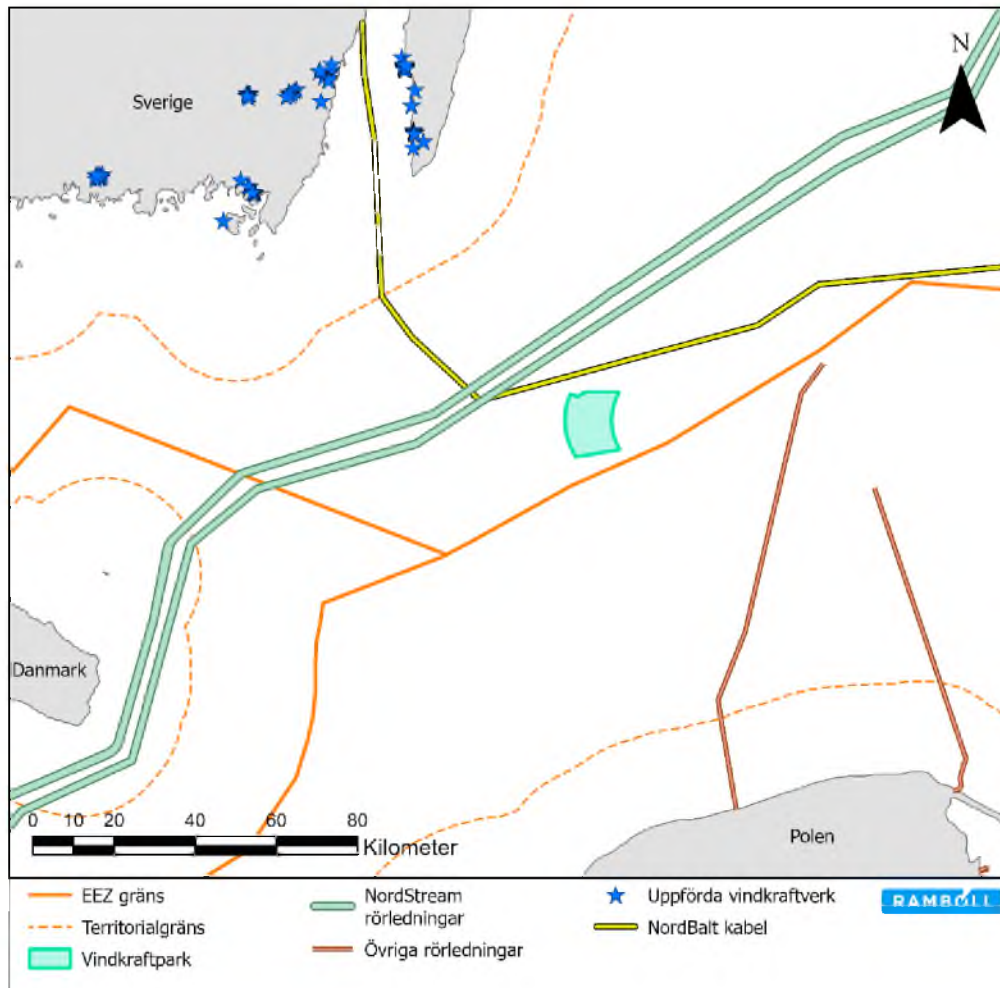 N
Sverige
Danmark
Polen
0 10 20 40 60 80
Kilometer
EEZ gräns
Territorialgräns
Vindkraftpark
NordStream
rörledningar
Övriga rörledningar
Uppförda vindkraftverk
NordBalt kabel
RAMBOLL